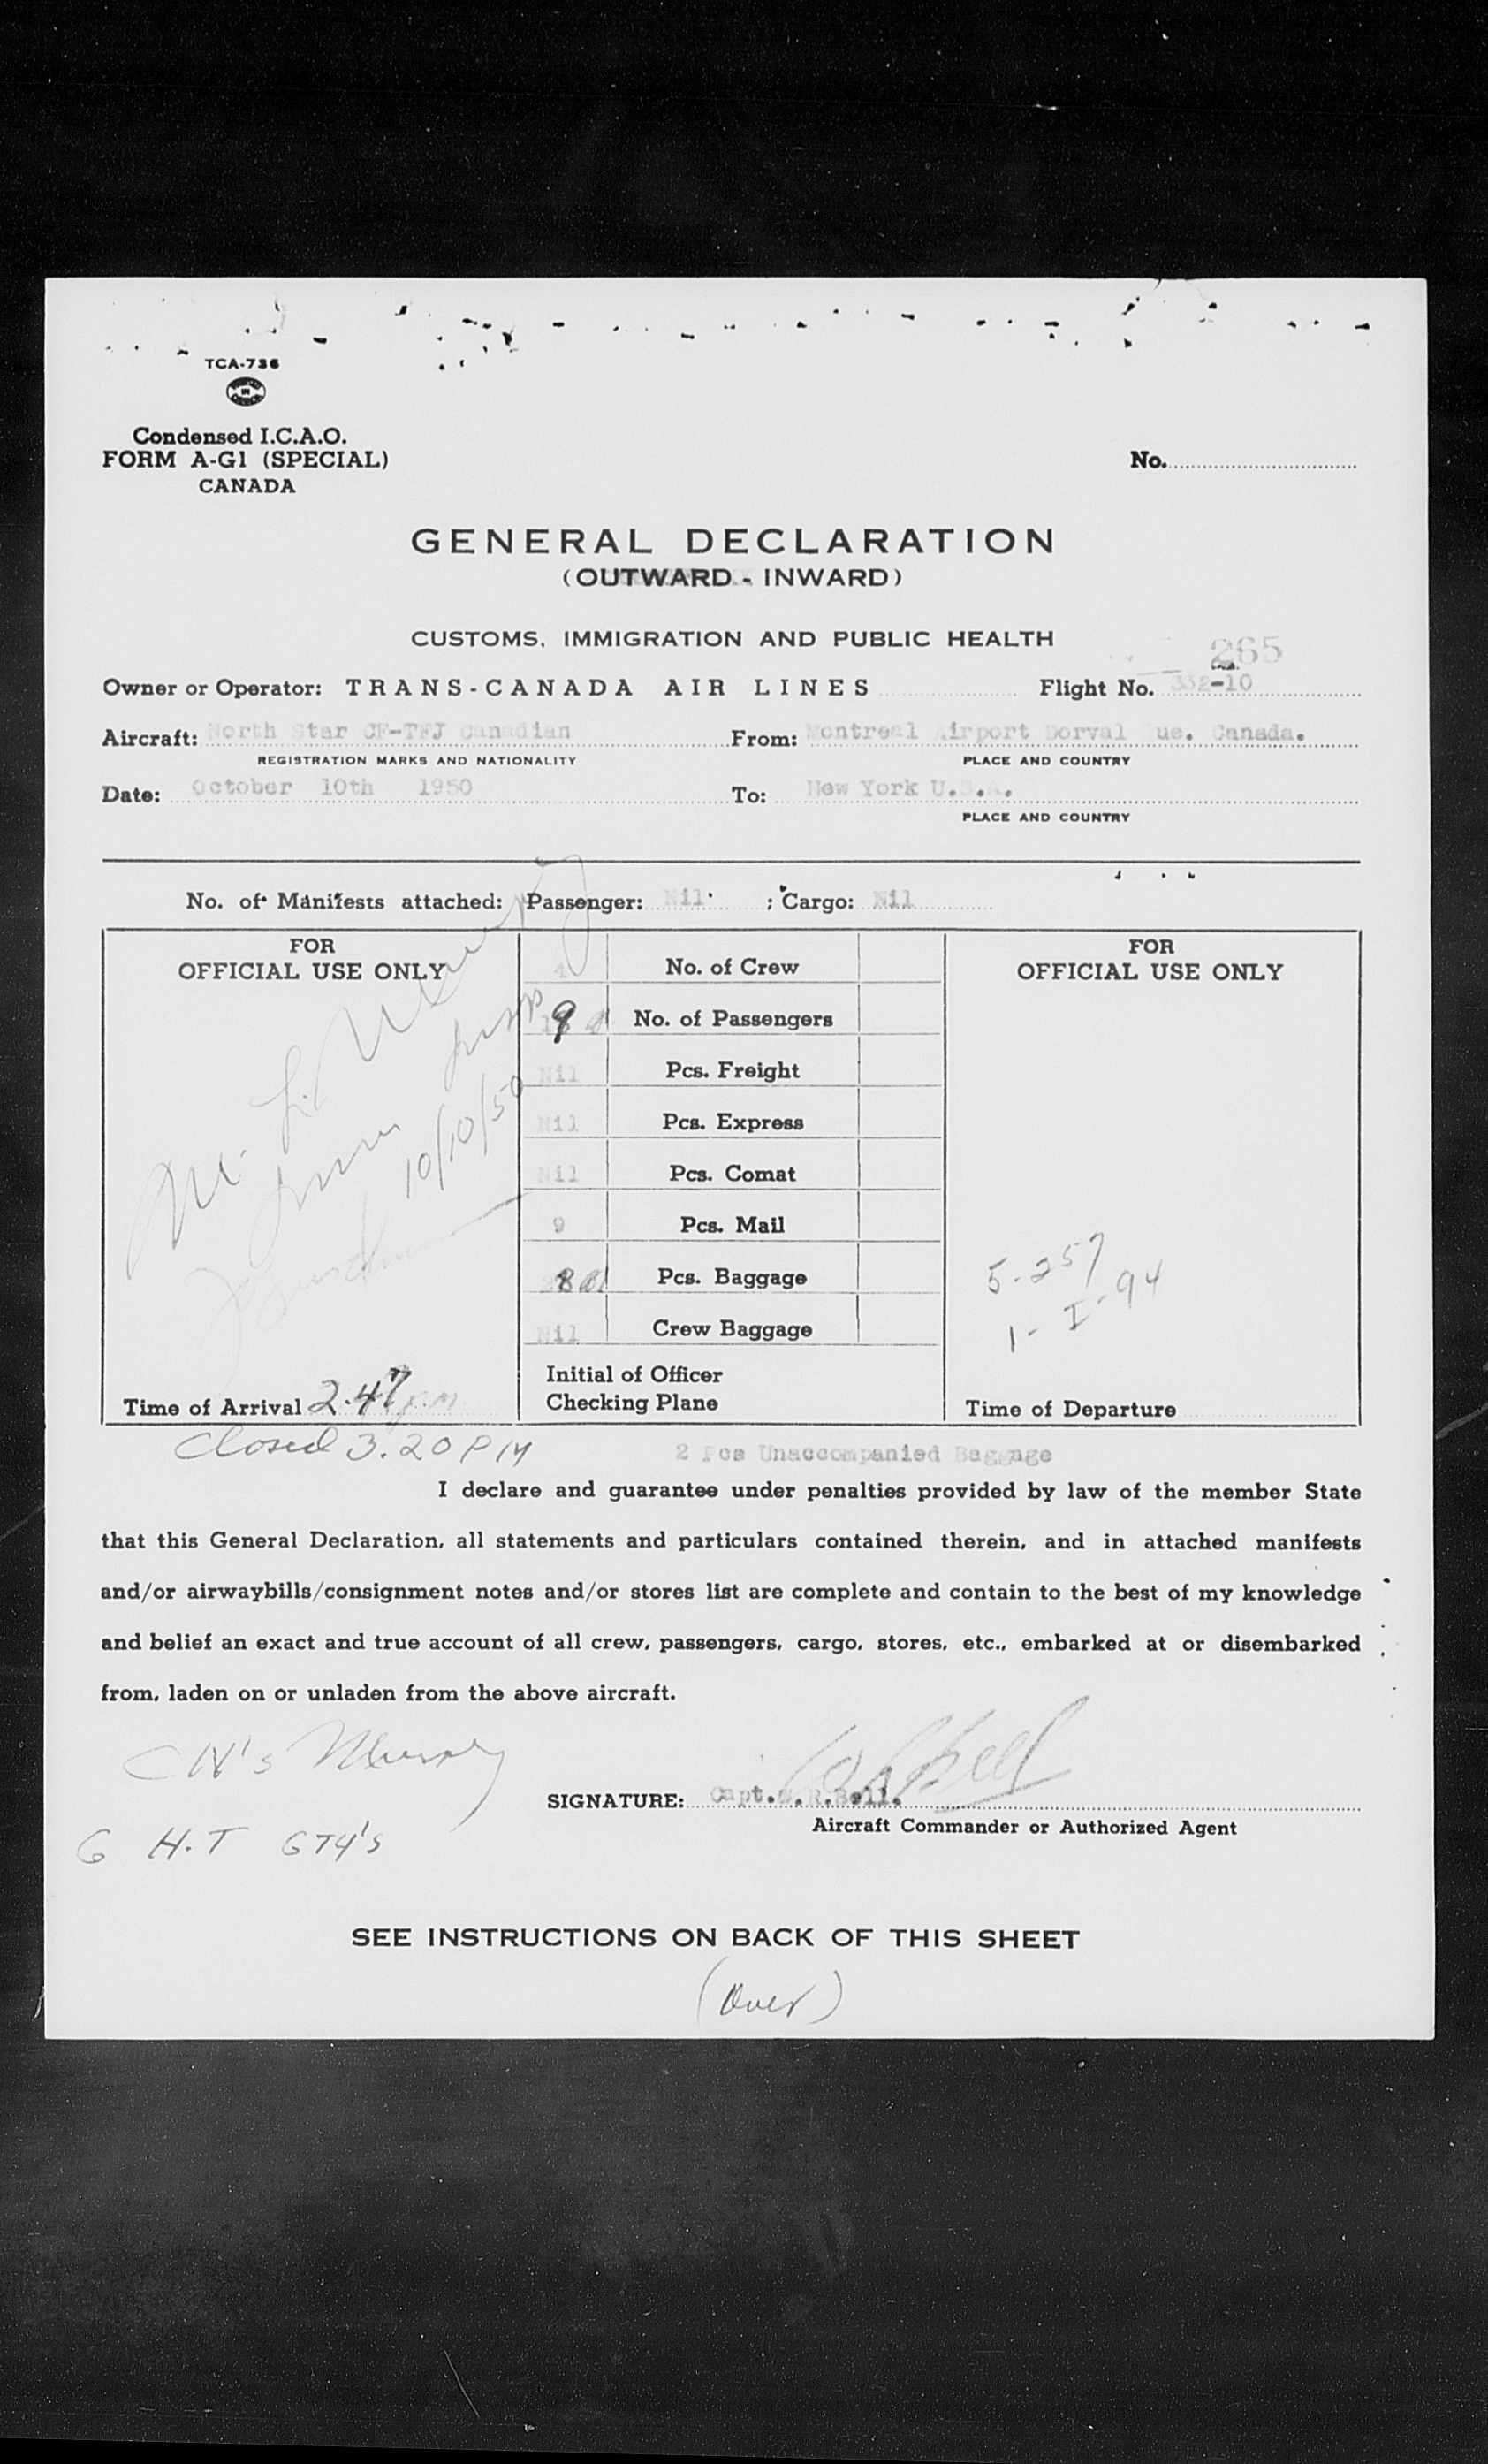 TCA-736
Condensed I.C.A.O.
FORM A-G1 (SPECIAL)
CANADA
No.
GENERAL DECLARATION
(OUTWARD - INWARD)
CUSTOMS, IMMIGRATION AND PUBLIC HEALTH
265
Owner or Operator: TRANS-CANADA AIR LINES Flight No. 332-10
Aircraft: North Star CF-TFJ Canadian From: Montreal Airport Dorval Que. Canada.
REGISTRATION MARKS AND NATIONALITY PLACE AND COUNTRY
Date: October 10th 1950 To: New York U.S.A.
PLACE AND COUNTRY
No. of Manifests attached: Passenger: Nil ; Cargo: Nil
FOR
OFFICIAL USE ONLY
10/10/50
4 No. of Crew
9 No. of Passengers
Nil Pcs. Freight
Nil Pcs. Express
Nil Pcs. Comat
9 Pcs. Mail
8 Pcs. Baggage
Nil Crew Baggage
Initial of Officer
Checking Plane
FOR
OFFICIAL USE ONLY
5-257
1-I-94
Time of Arrival 2.47 pm
Time of Departure
Closed 3.20 PM
2 Pcs Unaccompanied Baggage
I declare and guarantee under penalties provided by law of the member State
that this General Declaration, all statements and particulars contained therein, and in attached manifests
and/or airwaybills/consignment notes and/or stores list are complete and contain to the best of my knowledge
and belief an exact and true account of all crew, passengers, cargo, stores, etc., embarked at or disembarked
from, laden on or unladen from the above aircraft.
SIGNATURE: Capt. R.Bell.
Aircraft Commander or Authorized Agent
CN's Murray
6 H.T GTY's
SEE INSTRUCTIONS ON BACK OF THIS SHEET
(Over)